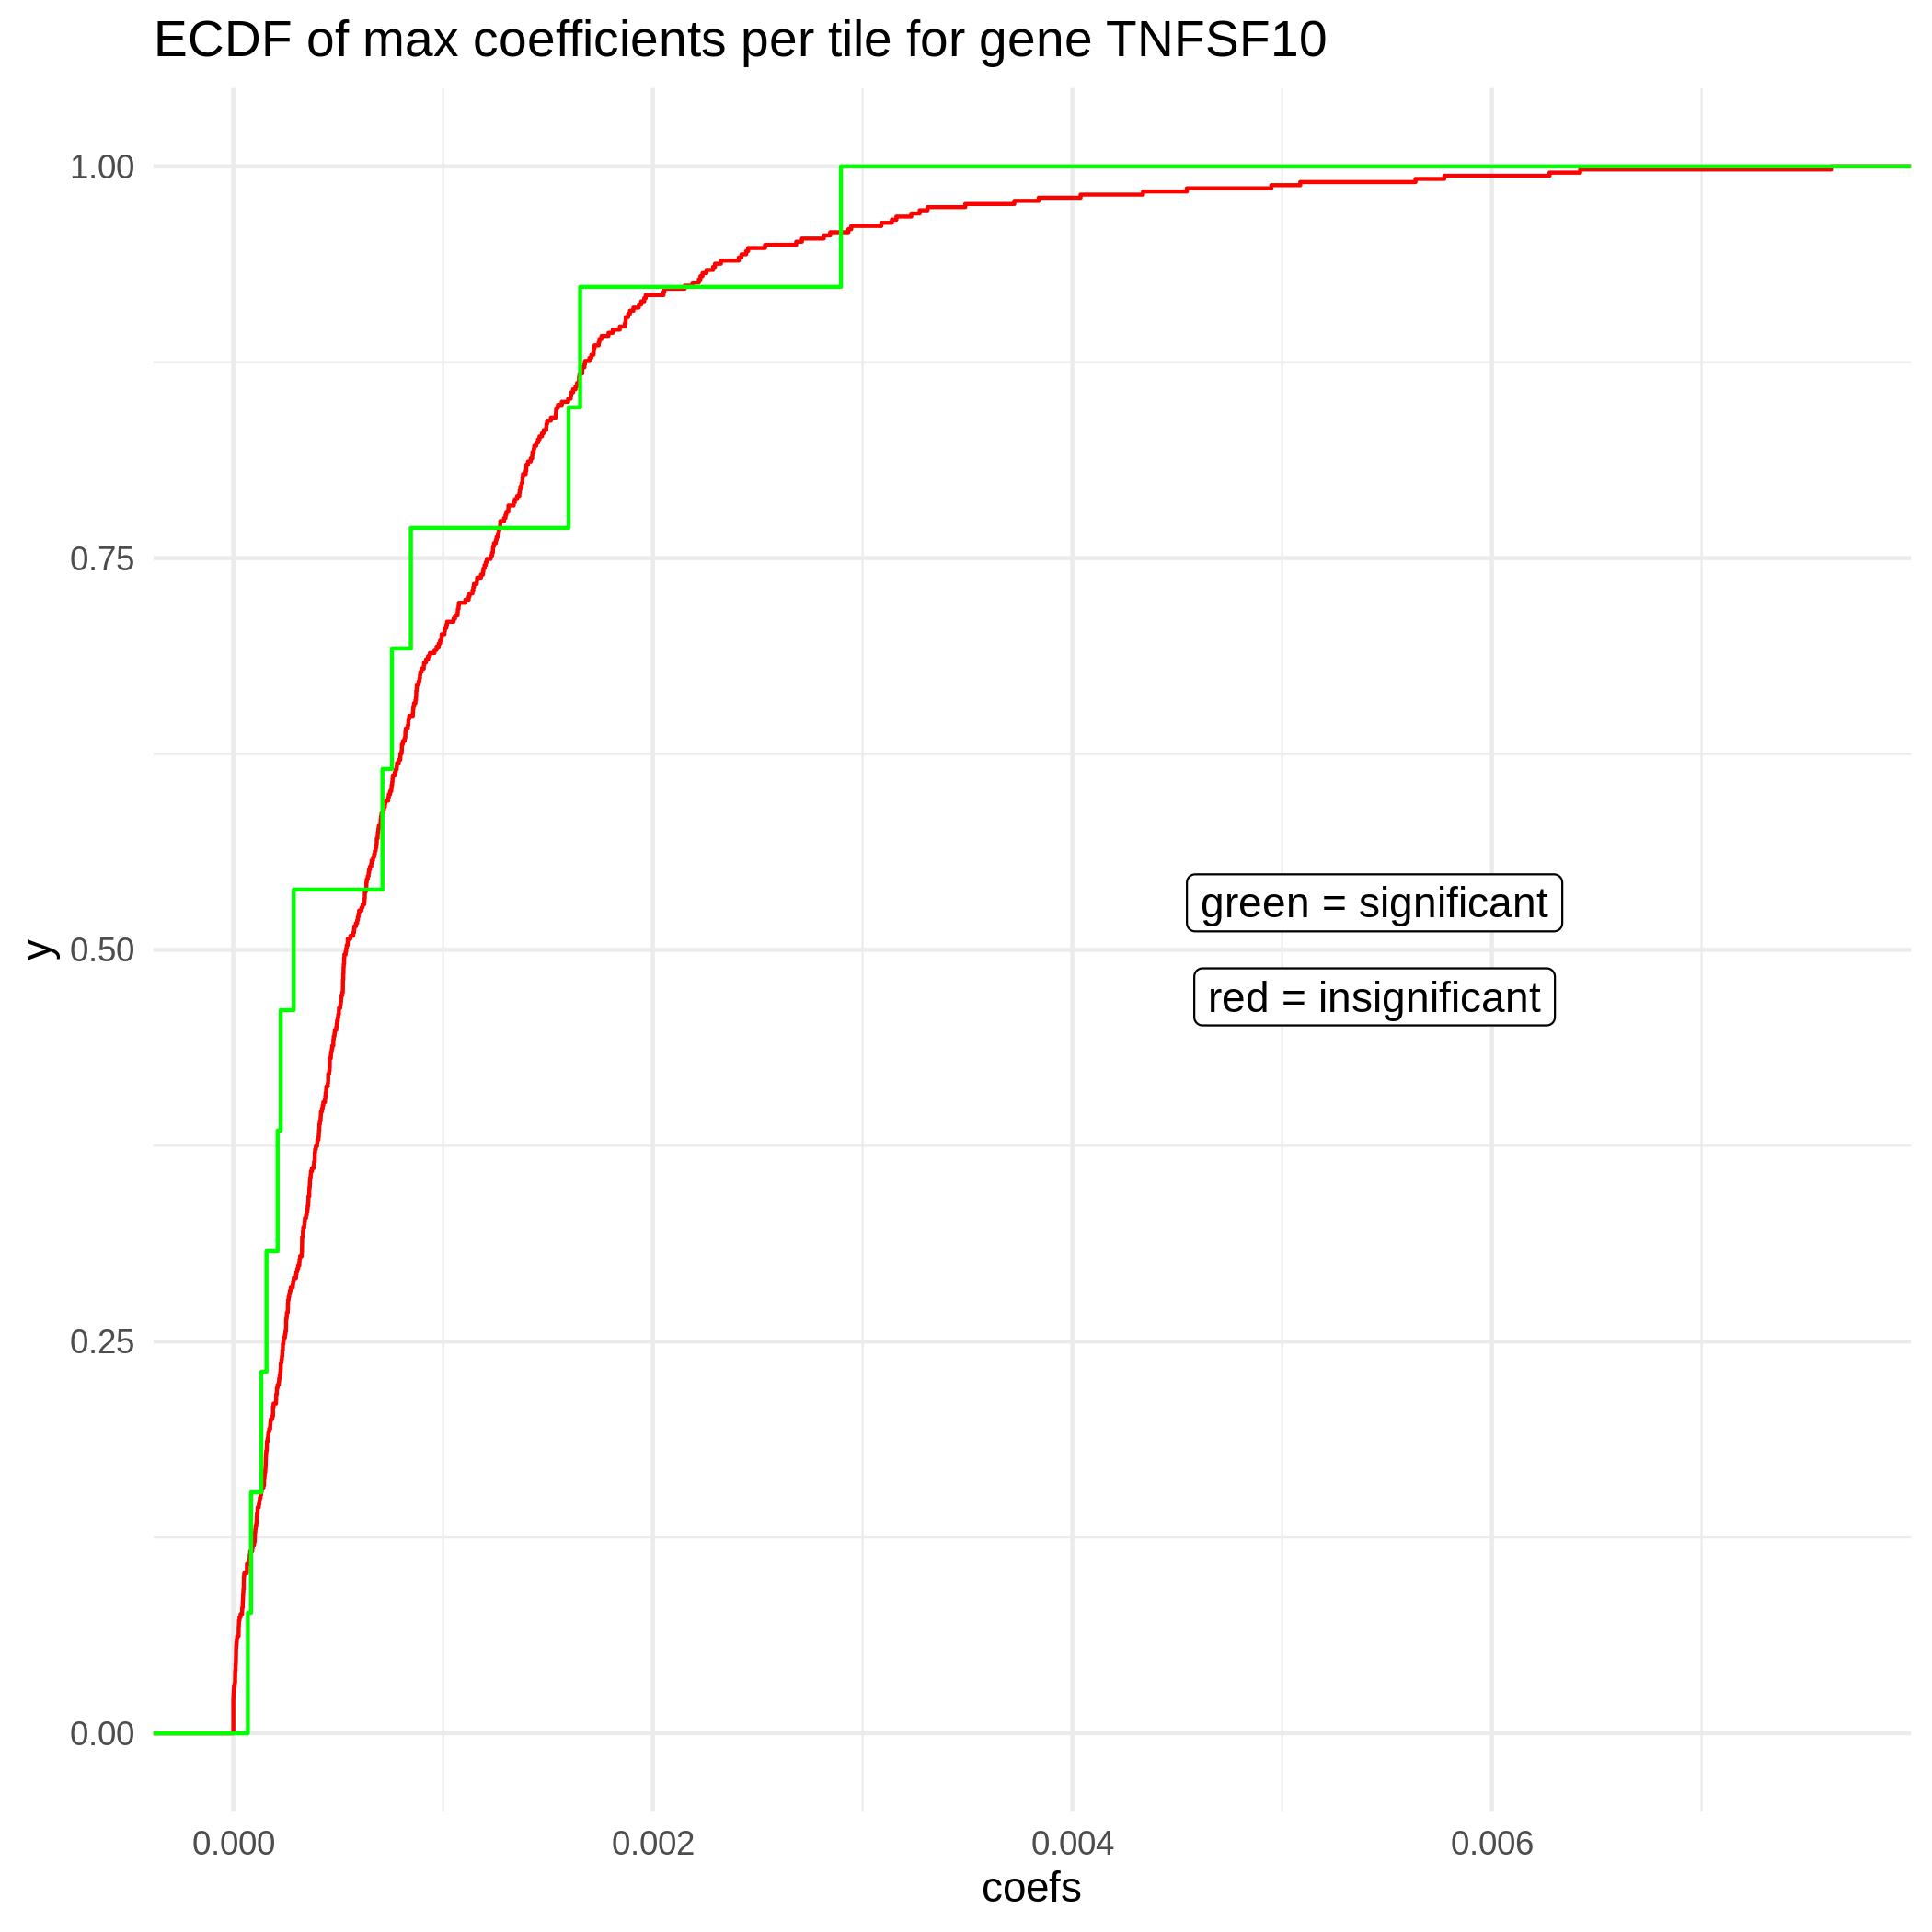 ECDF of max coefficients per tile for gene TNFSF10
1.00
0.75
0.50
0.25
0.00
y
green = significant
red = insignificant
0.000 0.002 0.004 0.006
coefs